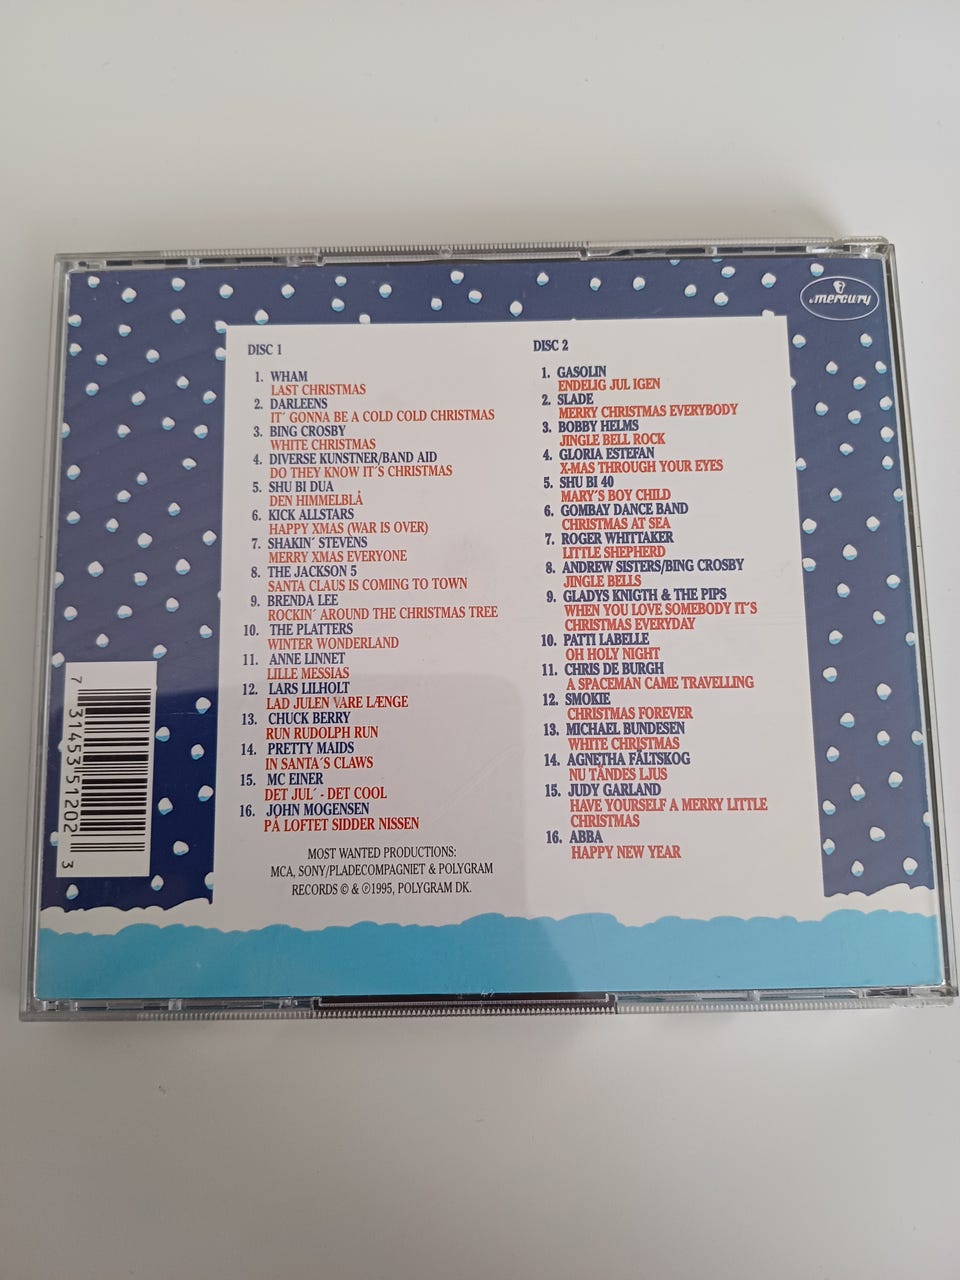 mercury
DISC 1
1. WHAM
LAST CHRISTMAS
2. DARLEENS
IT´ GONNA BE A COLD COLD CHRISTMAS
3. BING CROSBY
WHITE CHRISTMAS
4. DIVERSE KUNSTNER/BAND AID
DO THEY KNOW IT´S CHRISTMAS
5. SHU BI DUA
DEN HIMMELBLÅ
6. KICK ALLSTARS
HAPPY XMAS (WAR IS OVER)
7. SHAKIN´ STEVENS
MERRY XMAS EVERYONE
8. THE JACKSON 5
SANTA CLAUS IS COMING TO TOWN
9. BRENDA LEE
ROCKIN´ AROUND THE CHRISTMAS TREE
10. THE PLATTERS
WINTER WONDERLAND
11. ANNE LINNET
LILLE MESSIAS
12. LARS LILHOLT
LAD JULEN VARE LÆNGE
13. CHUCK BERRY
RUN RUDOLPH RUN
14. PRETTY MAIDS
IN SANTA´S CLAWS
15. MC EINER
DET JUL´ - DET COOL
16. JOHN MOGENSEN
PÅ LOFTET SIDDER NISSEN
MOST WANTED PRODUCTIONS:
MCA, SONY/PLADECOMPAGNIET & POLYGRAM
RECORDS © & ℗1995, POLYGRAM DK.
DISC 2
1. GASOLIN
ENDELIG JUL IGEN
2. SLADE
MERRY CHRISTMAS EVERYBODY
3. BOBBY HELMS
JINGLE BELL ROCK
4. GLORIA ESTEFAN
X-MAS THROUGH YOUR EYES
5. SHU BI 40
MARY´S BOY CHILD
6. GOMBAY DANCE BAND
CHRISTMAS AT SEA
7. ROGER WHITTAKER
LITTLE SHEPHERD
8. ANDREW SISTERS/BING CROSBY
JINGLE BELLS
9. GLADYS KNIGTH & THE PIPS
WHEN YOU LOVE SOMEBODY IT´S
CHRISTMAS EVERYDAY
10. PATTI LABELLE
OH HOLY NIGHT
11. CHRIS DE BURGH
A SPACEMAN CAME TRAVELLING
12. SMOKIE
CHRISTMAS FOREVER
13. MICHAEL BUNDESEN
WHITE CHRISTMAS
14. AGNETHA FÄLTSKOG
NU TÄNDES LJUS
15. JUDY GARLAND
HAVE YOURSELF A MERRY LITTLE
CHRISTMAS
16. ABBA
HAPPY NEW YEAR
7 31453 51202 3